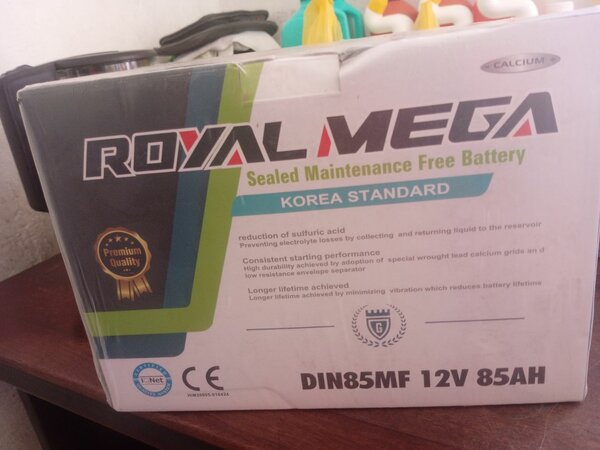 CALCIUM
ROYAL MEGA
Sealed Maintenance Free Battery
KOREA STANDARD
reduction of sulfuric acid
Preventing electrolyte losses by collecting and returning liquid to the reservoir
Consistent starting performance
High durability achieved by adoption of special wrought lead calcium grids and
low resistance envelope separator
Longer lifetime achieved
Longer lifetime achieved by minimizing vibration which reduces battery lifetime
Premium
Quality
G
CERTIFIED
Net
CE
DIN85MF 12V 85AH